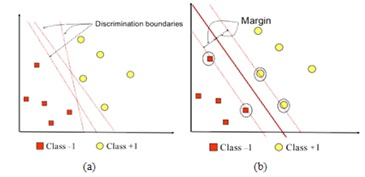 Discrimination boundaries
Class –1
Class +1
(a)
Margin
Class –1
Class +1
(b)